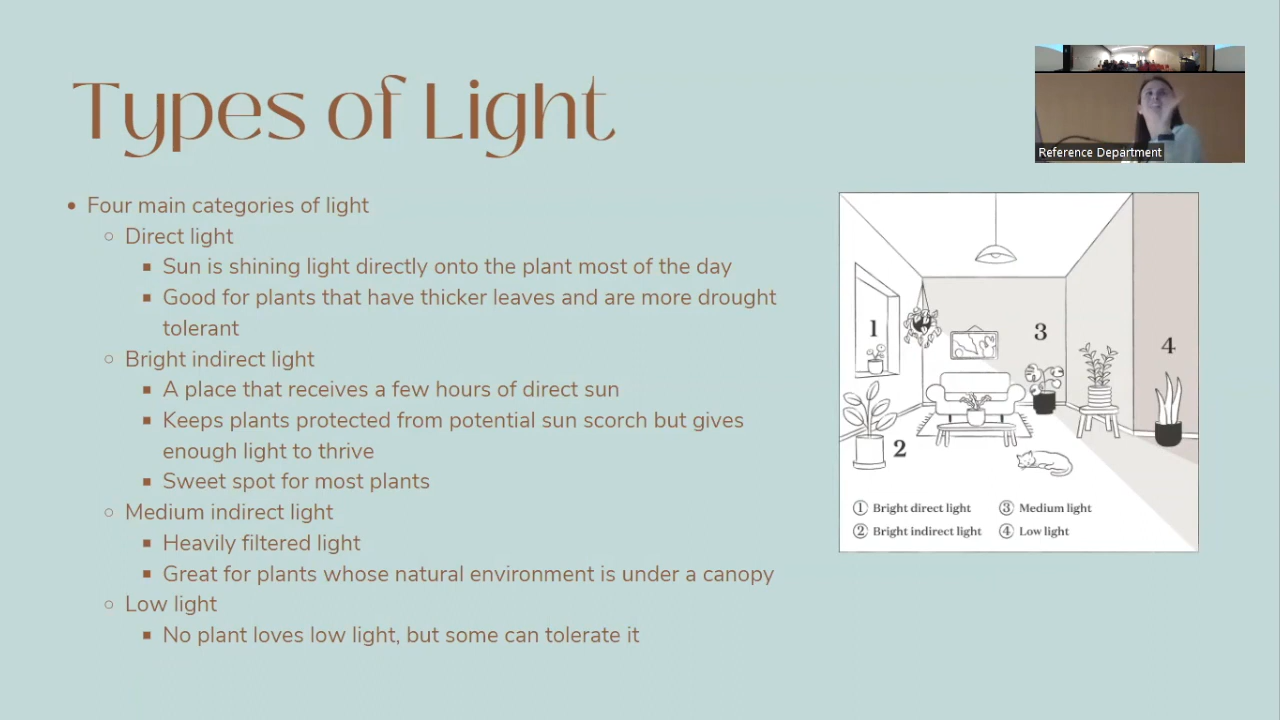 Types of Light
Reference Department
Four main categories of light
Direct light
Sun is shining light directly onto the plant most of the day
Good for plants that have thicker leaves and are more drought
tolerant
Bright indirect light
A place that receives a few hours of direct sun
Keeps plants protected from potential sun scorch but gives
enough light to thrive
Sweet spot for most plants
Medium indirect light
Heavily filtered light
Great for plants whose natural environment is under a canopy
Low light
No plant loves low light, but some can tolerate it
1
3
4
2
1 Bright direct light
3 Medium light
2 Bright indirect light
4 Low light